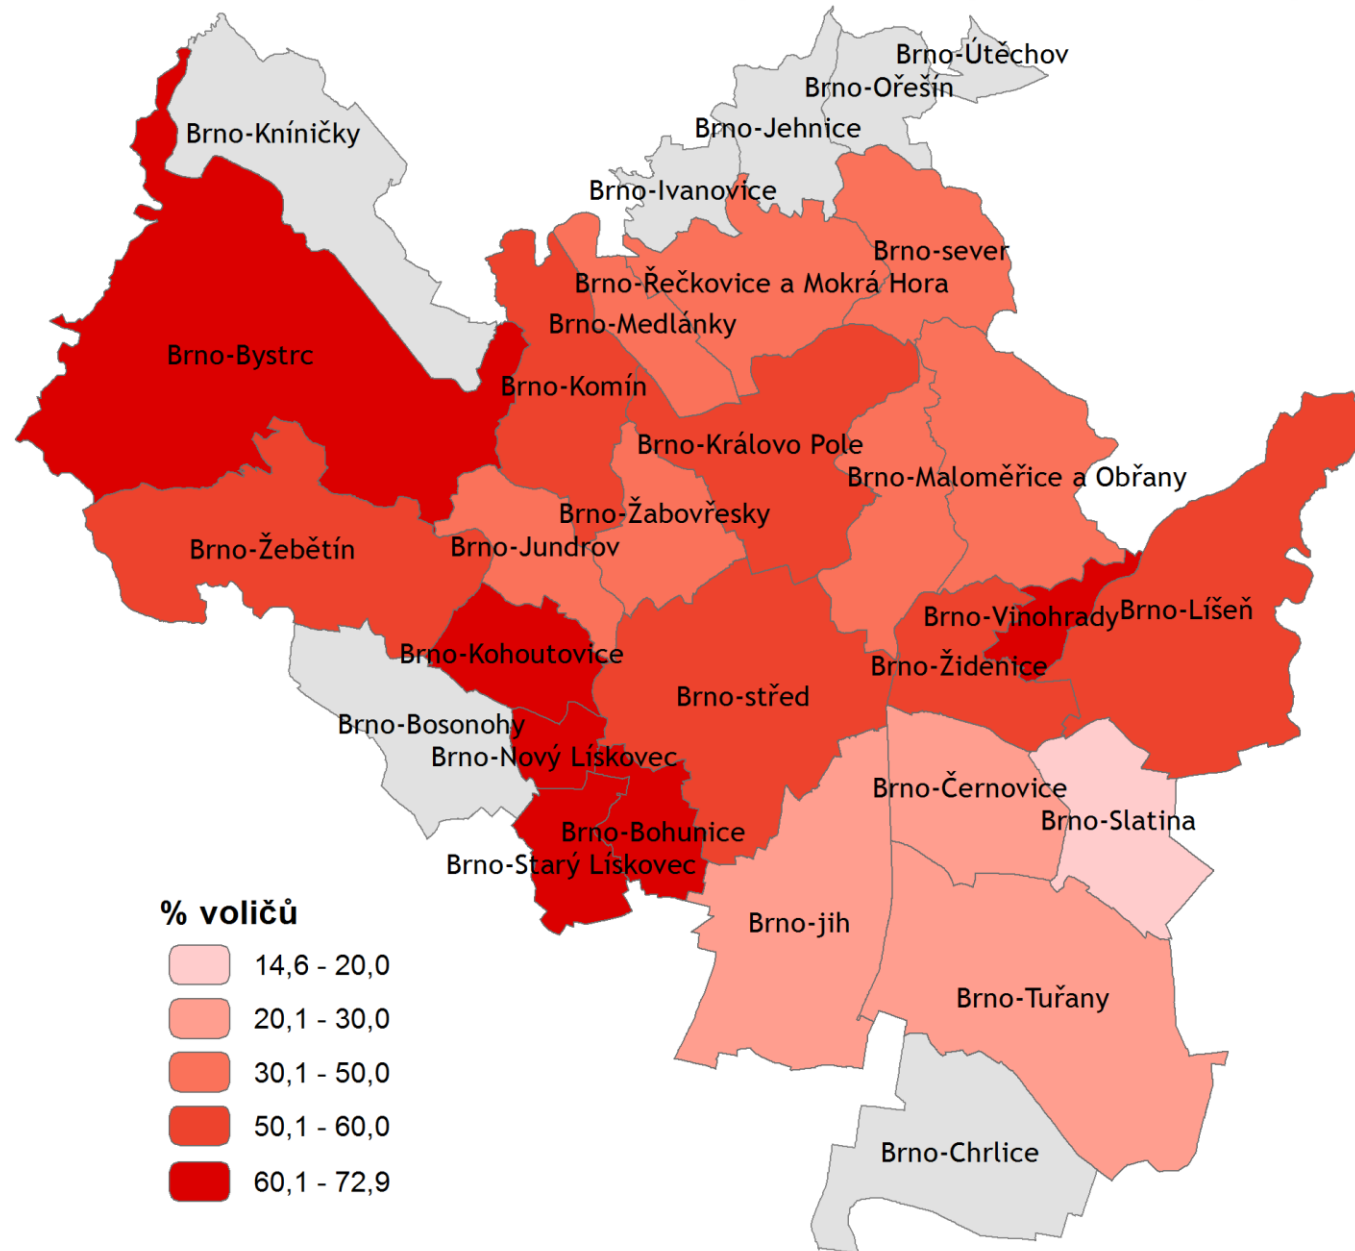 Brno-Útěchov
Brno-Ořešín
Brno-Jehnice
Brno-Kníničky
Brno-Ivanovice
Brno-sever
Brno-Řečkovice a Mokrá Hora
Brno-Medlánky
Brno-Bystrc
Brno-Komín
Brno-Královo Pole
Brno-Maloměřice a Obřany
Brno-Žabovřesky
Brno-Jundrov
Brno-Žebětín
Brno-Vinohrady
Brno-Líšeň
Brno-Kohoutovice
Brno-Židenice
Brno-střed
Brno-Bosonohy
Brno-Nový Lískovec
Brno-Černovice
Brno-Slatina
Brno-Bohunice
Brno-Starý Lískovec
Brno-jih
Brno-Tuřany
Brno-Chrlice
% voličů
14,6 - 20,0
20,1 - 30,0
30,1 - 50,0
50,1 - 60,0
60,1 - 72,9